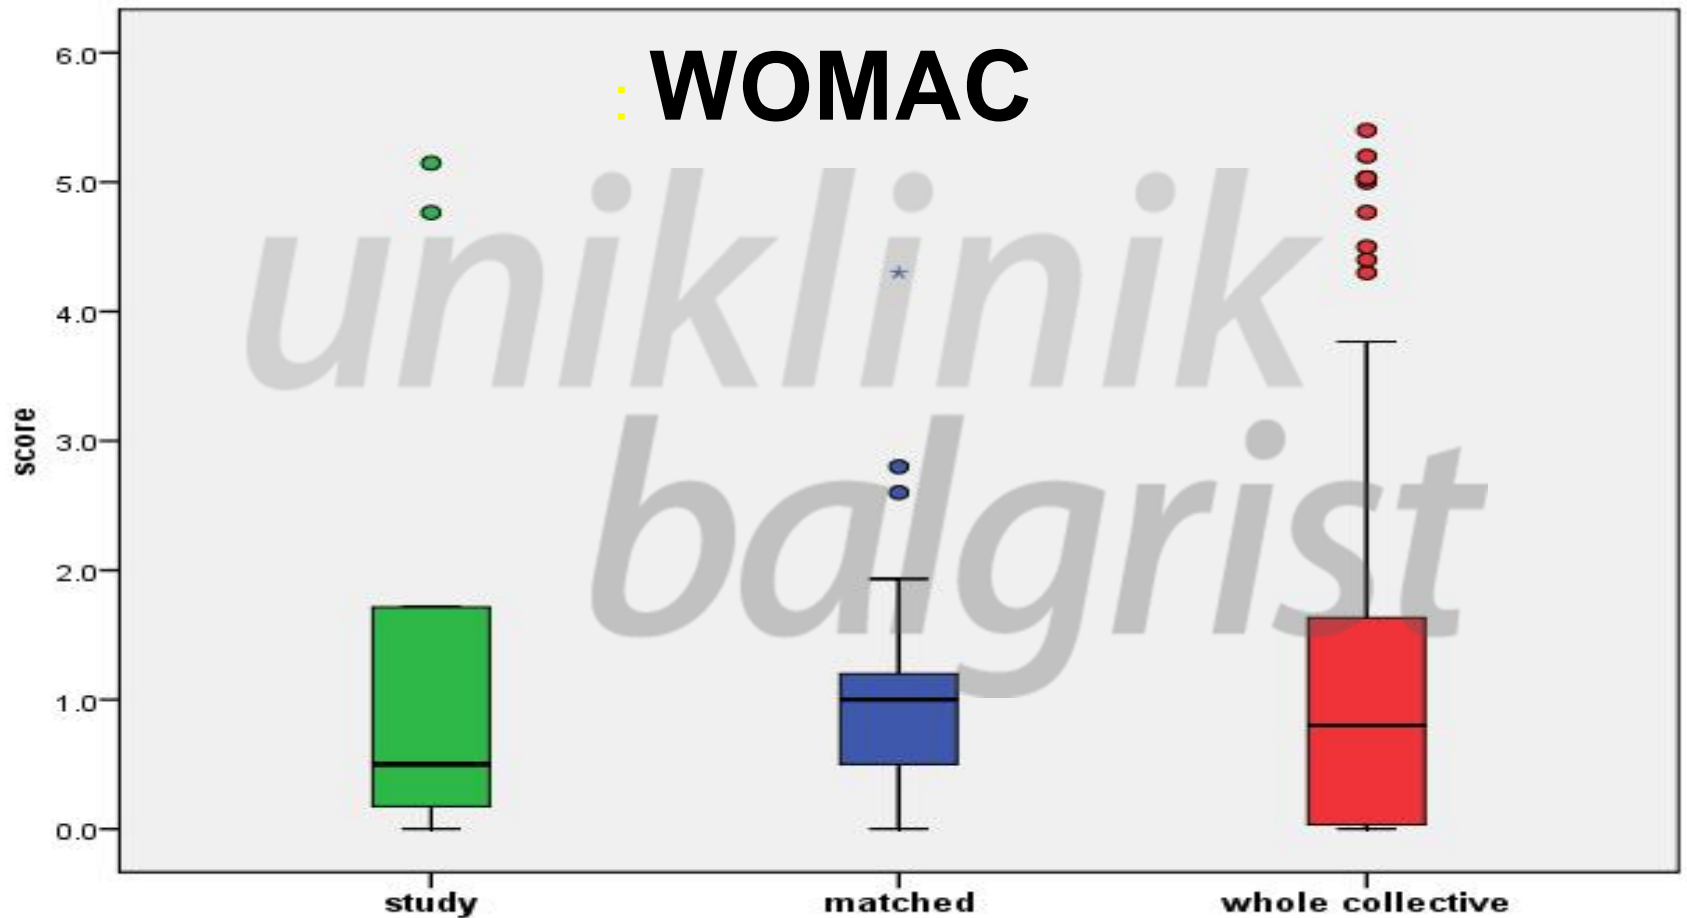 : WOMAC
6.0
5.0
4.0
3.0
2.0
1.0
0.0
score
uniklinik
balgrist
study
matched
whole collective